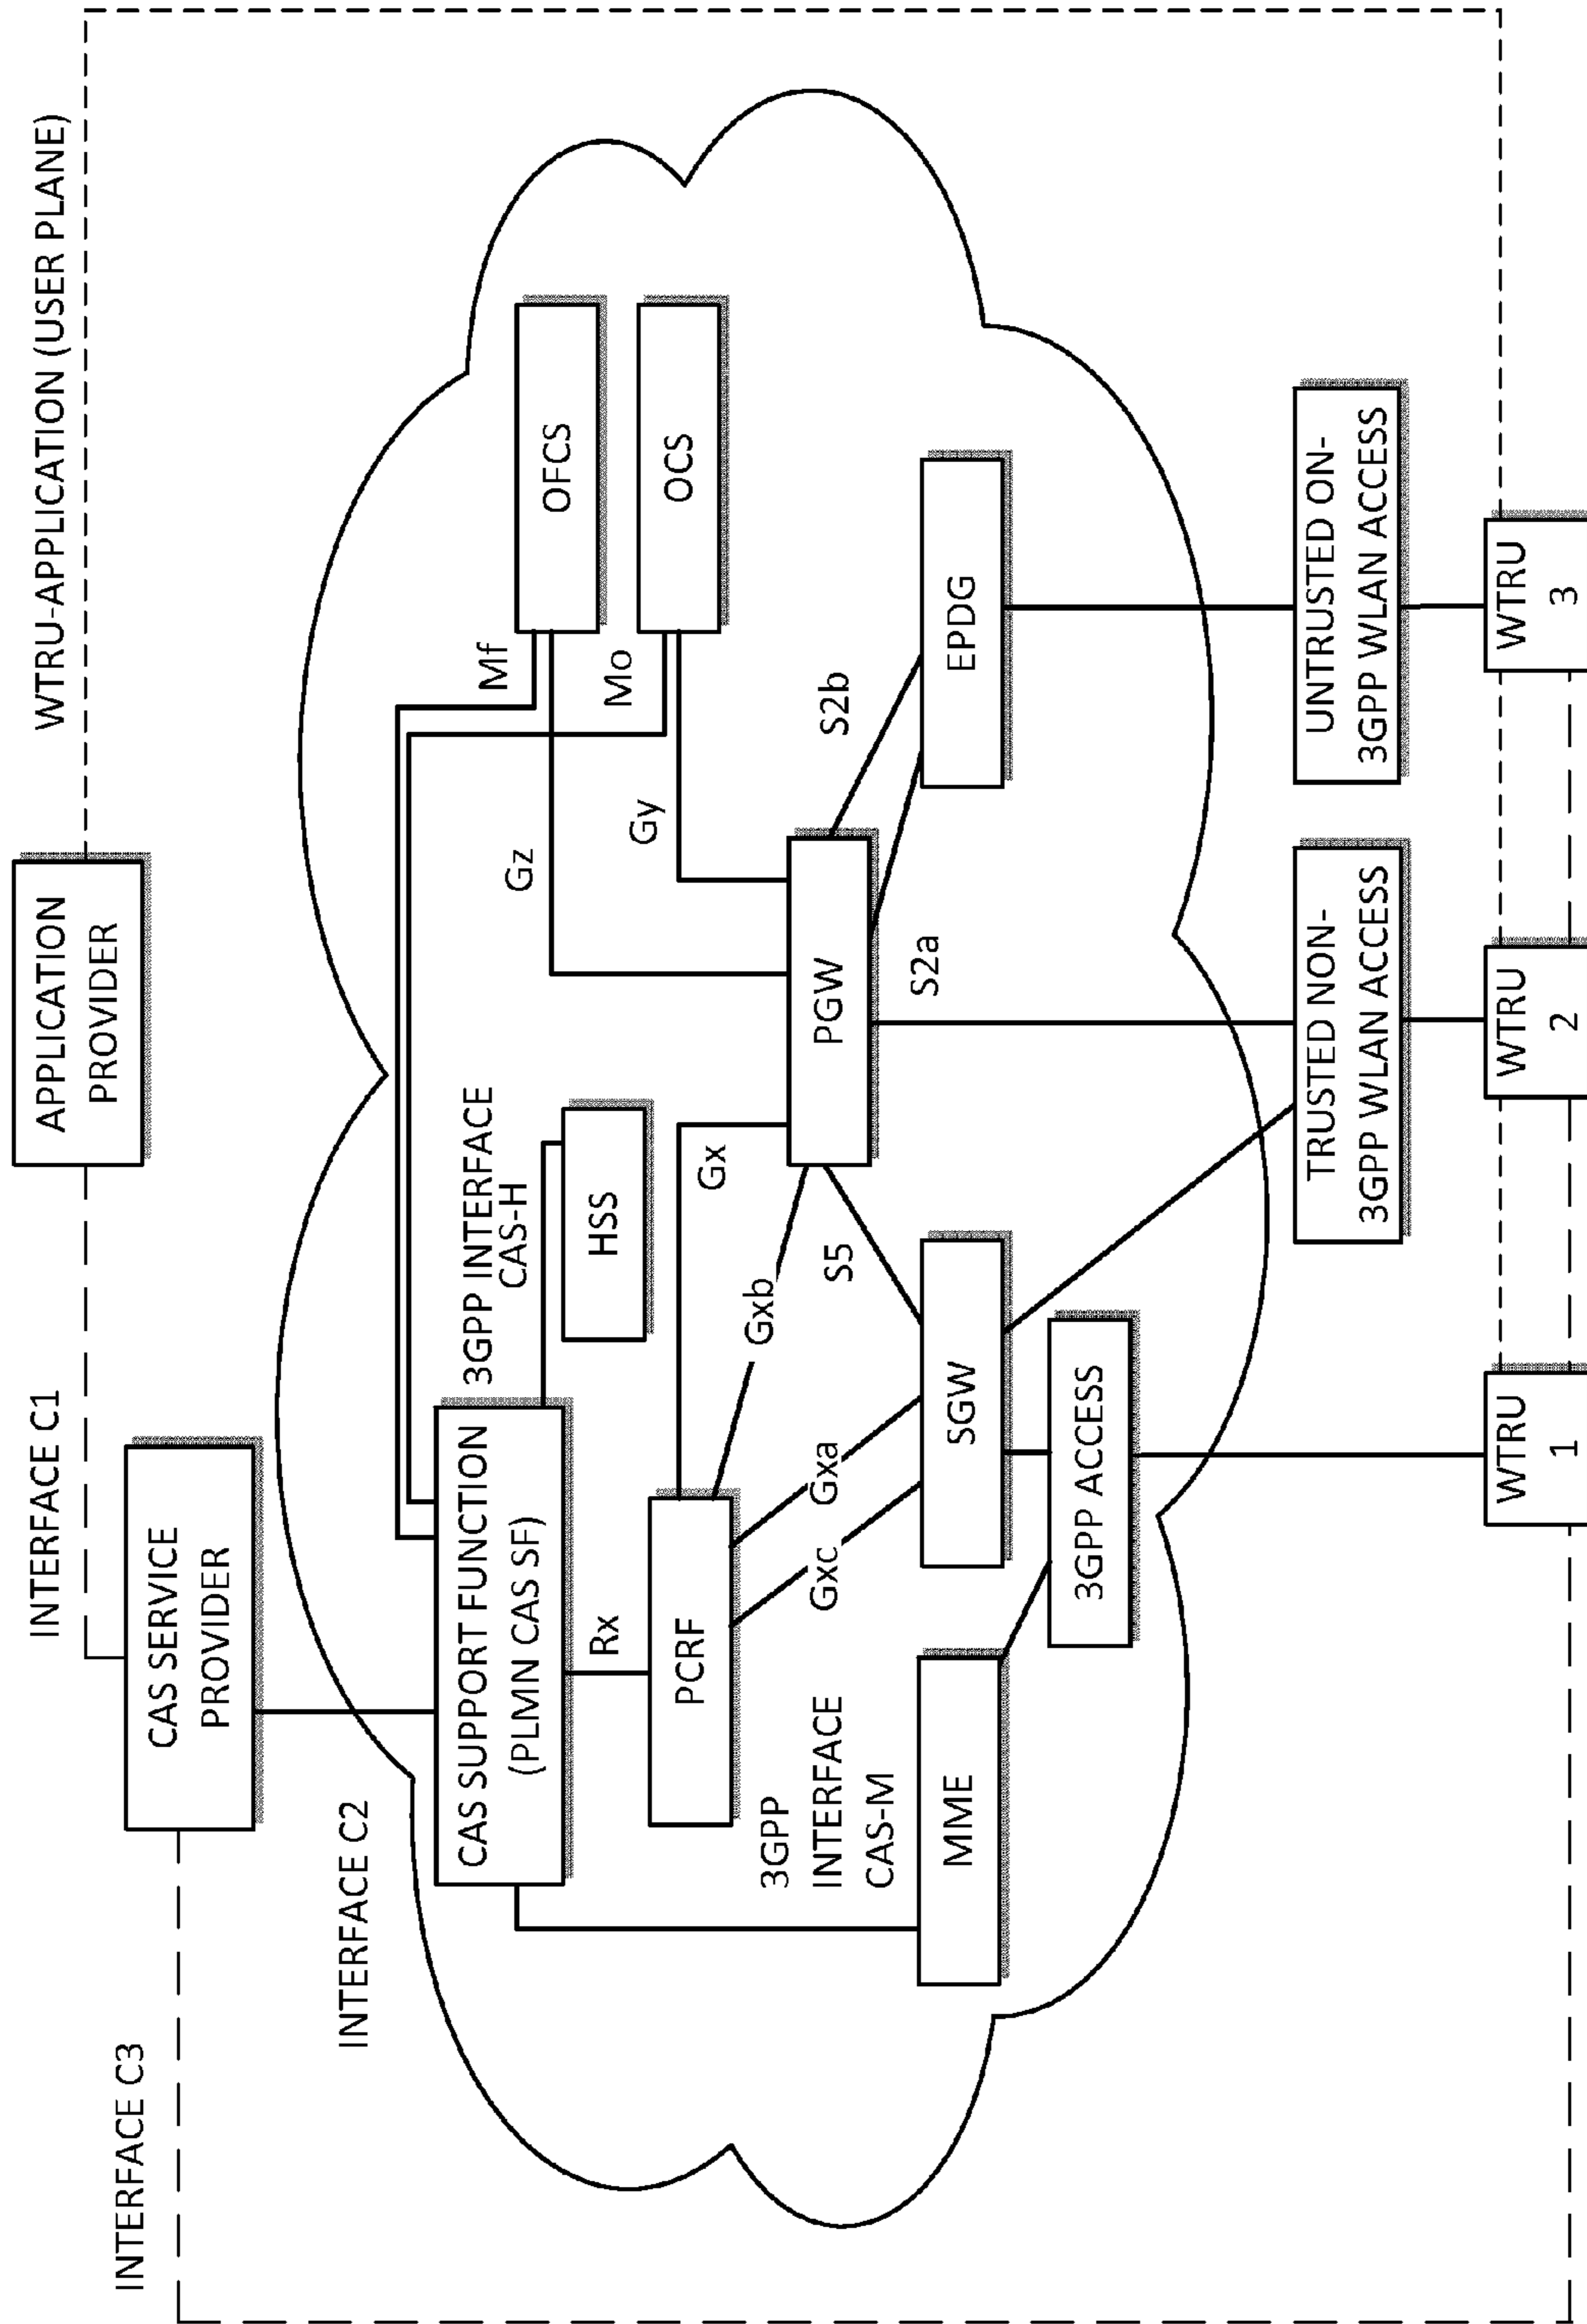 INTERFACE C3
INTERFACE C1
WTRU-APPLICATION (USER PLANE)
APPLICATION
PROVIDER
CAS SERVICE
PROVIDER
INTERFACE C2
CAS SUPPORT FUNCTION
(PLMN CAS SF)
3GPP INTERFACE
CAS-H
HSS
Mf
OFCS
Mo
OCS
Gz
Gy
Rx
PCRF
Gx
Gxb
Gxa
Gxc
S5
PGW
S2b
S2a
3GPP
INTERFACE
CAS-M
MME
SGW
EPDG
3GPP ACCESS
TRUSTED NON-
3GPP WLAN ACCESS
UNTRUSTED ON-
3GPP WLAN ACCESS
WTRU
1
WTRU
2
WTRU
3